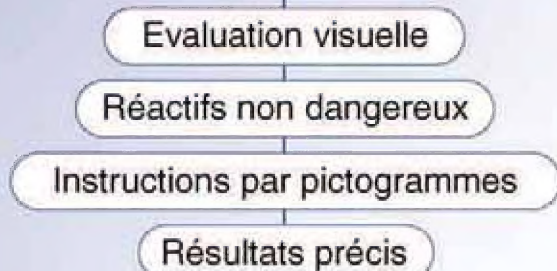 Evaluation visuelle
Réactifs non dangereux
Instructions par pictogrammes
Résultats précis